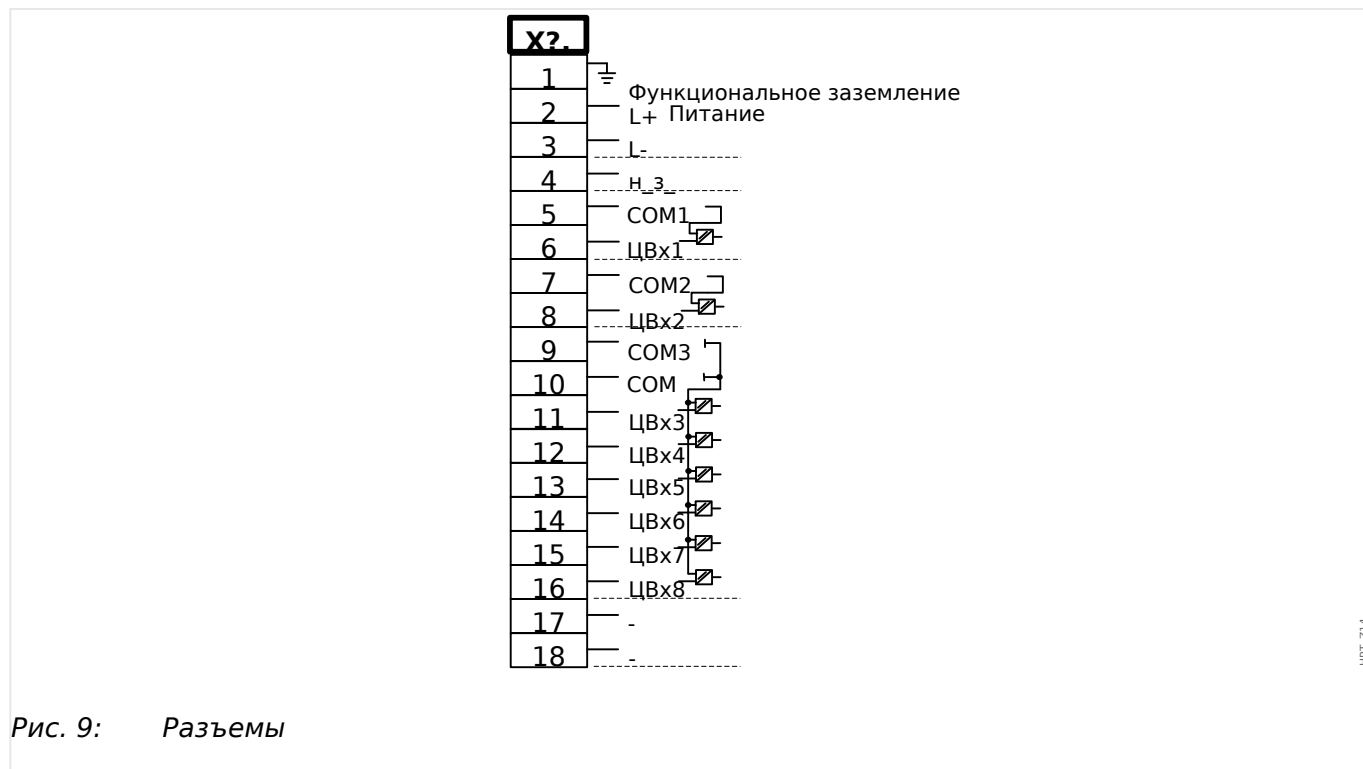 X?.
1
Функциональное заземление
2 L+ Питание
3 L-
4 н_з_
5 COM1
6 ЦВх1
7 COM2
8 ЦВх2
9 COM3
10 COM
11 ЦВх3
12 ЦВх4
13 ЦВх5
14 ЦВх6
15 ЦВх7
16 ЦВх8
17 -
18 -
Рис. 9: Разъемы